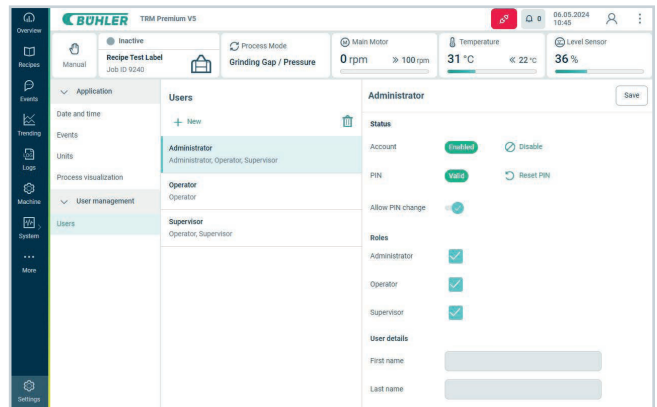 Overview
BÜHLER TRM Premium V5
0
06.05.2024
10:45
Manual
Inactive
Recipe Test Label
Job ID 9240
Process Mode
Grinding Gap / Pressure
M Main Motor
0 rpm » 100 rpm
Temperature
31 °C « 22 °C
Level Sensor
36 %
Recipes
Events
Trending
Logs
Machine
System
More
Settings
Application
Date and time
Events
Units
Process visualization
User management
Users
Users
+ New
Administrator
Administrator, Operator, Supervisor
Operator
Operator
Supervisor
Operator, Supervisor
Administrator
Save
Status
Account Enabled Disable
PIN Valid Reset PIN
Allow PIN change
Roles
Administrator
Operator
Supervisor
User details
First name
Last name